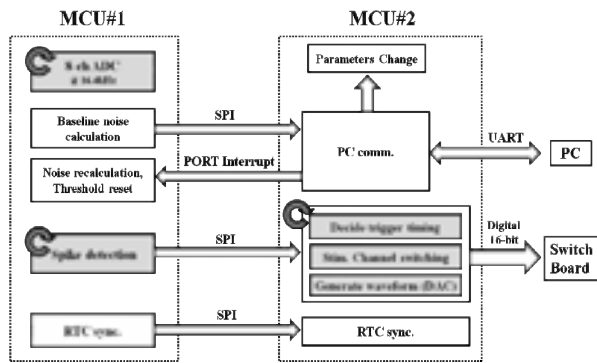 MCU#1
MCU#2
8-ch ADC
Parameters Change
Baseline noise
calculation
SPI
PC comm.
UART
PC
Noise recalculation,
Threshold reset
PORT Interrupt
Spike detection
SPI
Decide trigger timing
Stim. Channel switching
Generate waveform (DAC)
Digital
16-bit
Switch
Board
RTC sync.
SPI
RTC sync.